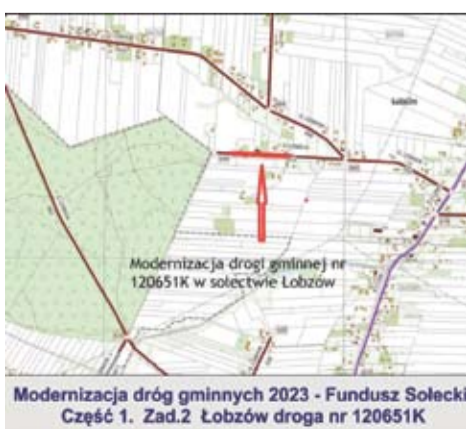 Łobzów
Modernizacja drogi gminnej nr
120651K w sołectwie Łobzów
Modernizacja dróg gminnych 2023 - Fundusz Sołecki
Część 1. Zad.2 Łobzów droga nr 120651K